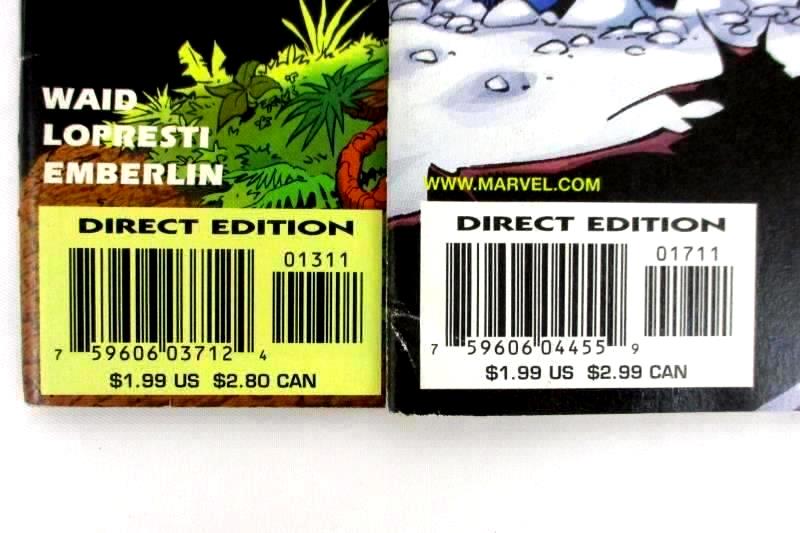 WAID
LOPRESTI
EMBERLIN
DIRECT EDITION
01311
7 59606 03712 4
$1.99 US $2.80 CAN
WWW.MARVEL.COM
DIRECT EDITION
01711
7 59606 04455 9
$1.99 US $2.99 CAN